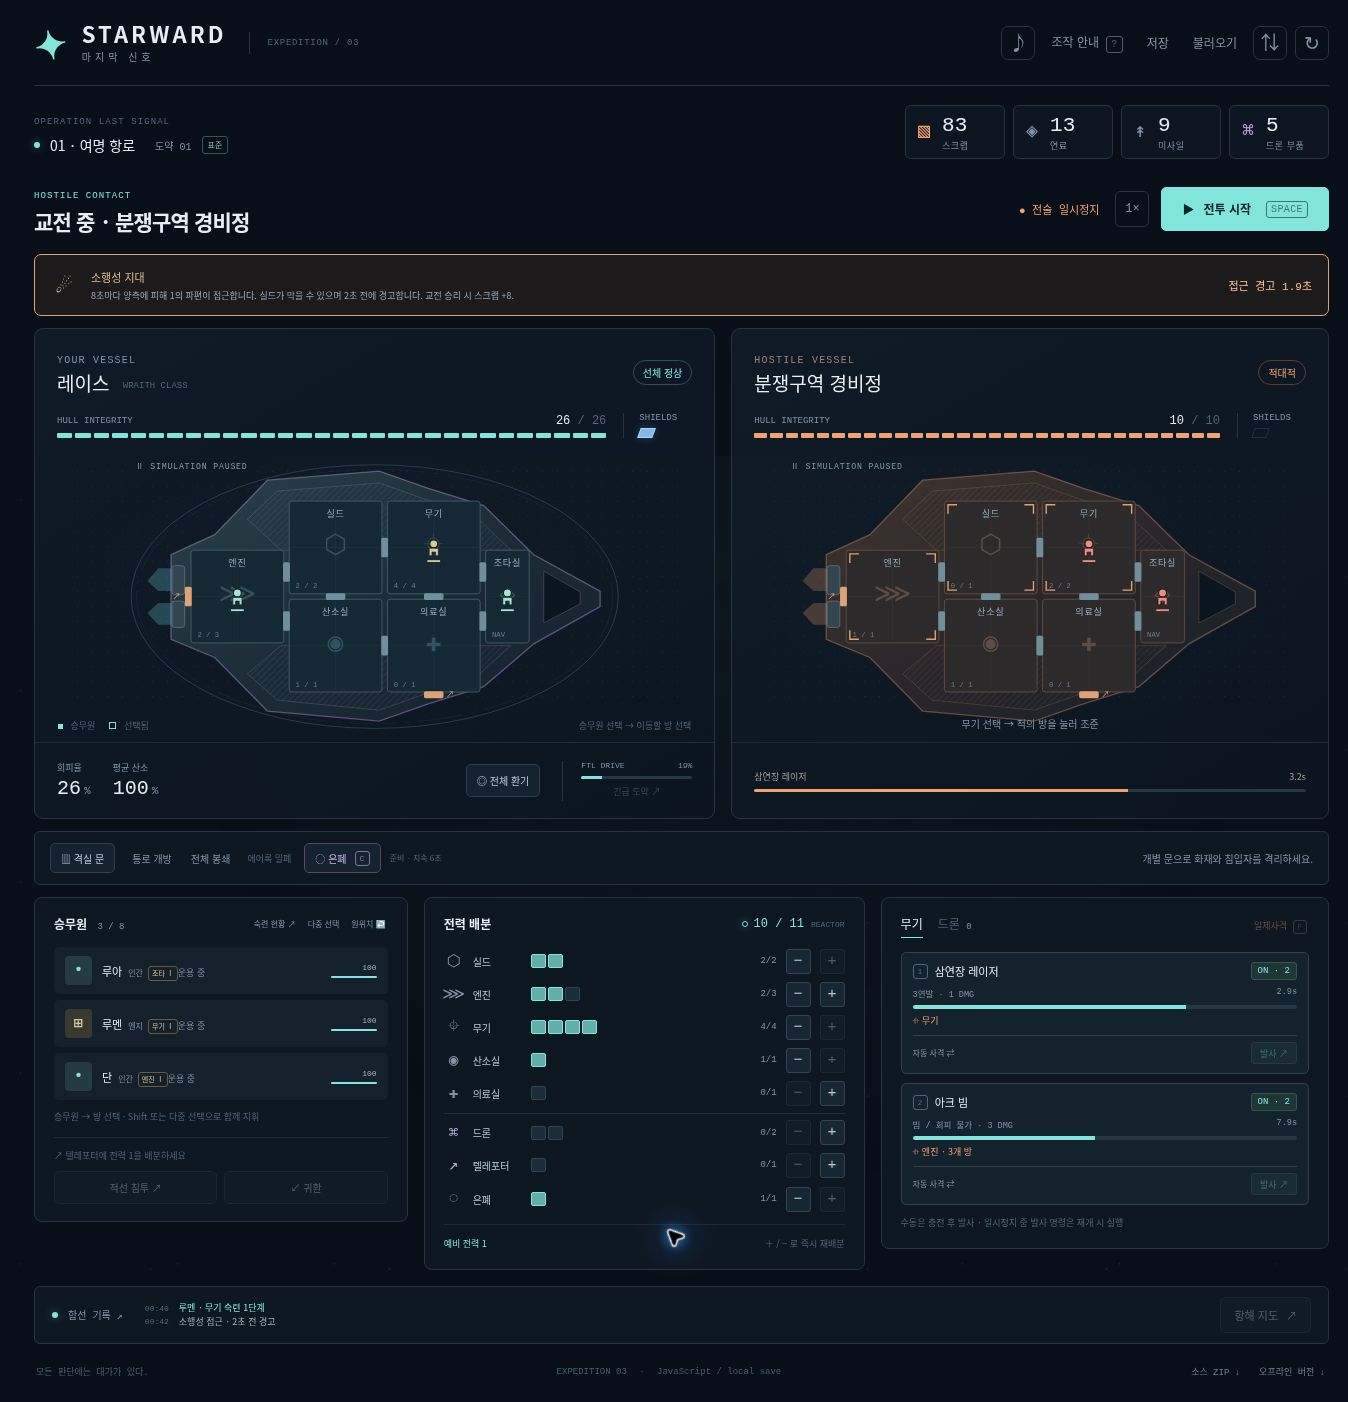 STARWARD
마지막 신호
EXPEDITION / 03
조작 안내 ?
저장
불러오기
OPERATION LAST SIGNAL
01 · 여명 항로 도약 01 표준
83 스크랩
13 연료
9 미사일
5 드론 부품
HOSTILE CONTACT
교전 중 · 분쟁구역 경비정
● 전술 일시정지
1×
▶ 전투 시작 SPACE
소행성 지대
8초마다 양측에 피해 1의 파편이 접근합니다. 실드가 막을 수 있으며 2초 전에 경고합니다. 교전 승리 시 스크랩 +8.
접근 경고 1.9초
YOUR VESSEL
레이스 WRAITH CLASS
선체 정상
HULL INTEGRITY 26 / 26
SHIELDS
II SIMULATION PAUSED
실드
2 / 2
무기
4 / 4
엔진
2 / 3
조타실
NAV
산소실
1 / 1
의료실
0 / 1
승무원 선택됨
승무원 선택 → 이동할 방 선택
회피율
26 %
평균 산소
100 %
◎ 전체 환기
FTL DRIVE 19%
긴급 도약 ↗
HOSTILE VESSEL
분쟁구역 경비정
적대적
HULL INTEGRITY 10 / 10
SHIELDS
II SIMULATION PAUSED
실드
0 / 1
무기
2 / 2
엔진
1 / 1
조타실
NAV
산소실
1 / 1
의료실
0 / 1
무기 선택 → 적의 방을 눌러 조준
삼연장 레이저 3.2s
▥ 격실 문
통로 개방
전체 봉쇄
에어록 밀폐
◌ 은폐 C
준비 · 지속 6초
개별 문으로 화재와 침입자를 격리하세요.
승무원 3 / 8
숙련 현황 ↗
다중 선택
원위치
루아 인간 조타 I 운용 중 100
루멘 엔지 무기 I 운용 중 100
단 인간 엔진 I 운용 중 100
승무원 → 방 선택 · Shift 또는 다중 선택으로 함께 지휘
↗ 텔레포터에 전력 1을 배분하세요
적선 침투 ↗
↙ 귀환
전력 배분
10 / 11 REACTOR
실드 2/2 − +
엔진 2/3 − +
무기 4/4 − +
산소실 1/1 − +
의료실 0/1 − +
드론 0/2 − +
텔레포터 0/1 − +
은폐 1/1 − +
예비 전력 1
+ / − 로 즉시 재배분
무기
드론 0
일제사격 F
1 삼연장 레이저 ON · 2
3연발 · 1 DMG 2.9s
⌖ 무기
자동 사격 ⇄
발사 ↗
2 아크 빔 ON · 2
빔 / 회피 불가 · 3 DMG 7.9s
⌖ 엔진 · 3개 방
자동 사격 ⇄
발사 ↗
수동은 충전 후 발사 · 일시정지 중 발사 명령은 재개 시 실행
함선 기록 ↗
00:40 루멘 · 무기 숙련 1단계
00:42 소행성 접근 · 2초 전 경고
항해 지도 ↗
모든 판단에는 대가가 있다.
EXPEDITION 03 · JavaScript / local save
소스 ZIP ↓
오프라인 버전 ↓